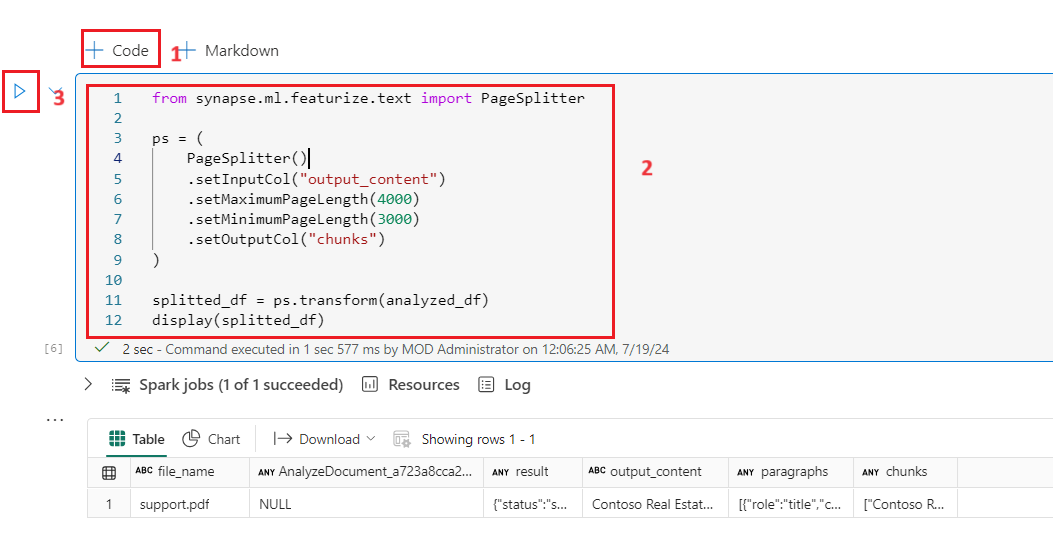 Code 1 Markdown
3
1 from synapse.ml.featurize.text import PageSplitter
2
3 ps = (
4 PageSplitter()
5 .setInputCol("output_content")
6 .setMaximumPageLength(4000)
7 .setMinimumPageLength(3000)
8 .setOutputCol("chunks")
9 )
10
11 splitted_df = ps.transform(analyzed_df)
12 display(splitted_df)
2
[6] 2 sec - Command executed in 1 sec 577 ms by MOD Administrator on 12:06:25 AM, 7/19/24
Spark jobs (1 of 1 succeeded) Resources Log
...
Table Chart Download Showing rows 1 - 1
ABC file_name ANY AnalyzeDocument_a723a8cca2... ANY result ABC output_content ANY paragraphs ANY chunks
1 support.pdf NULL {"status":"s... Contoso Real Estat... [{"role":"title","c... ["Contoso R...